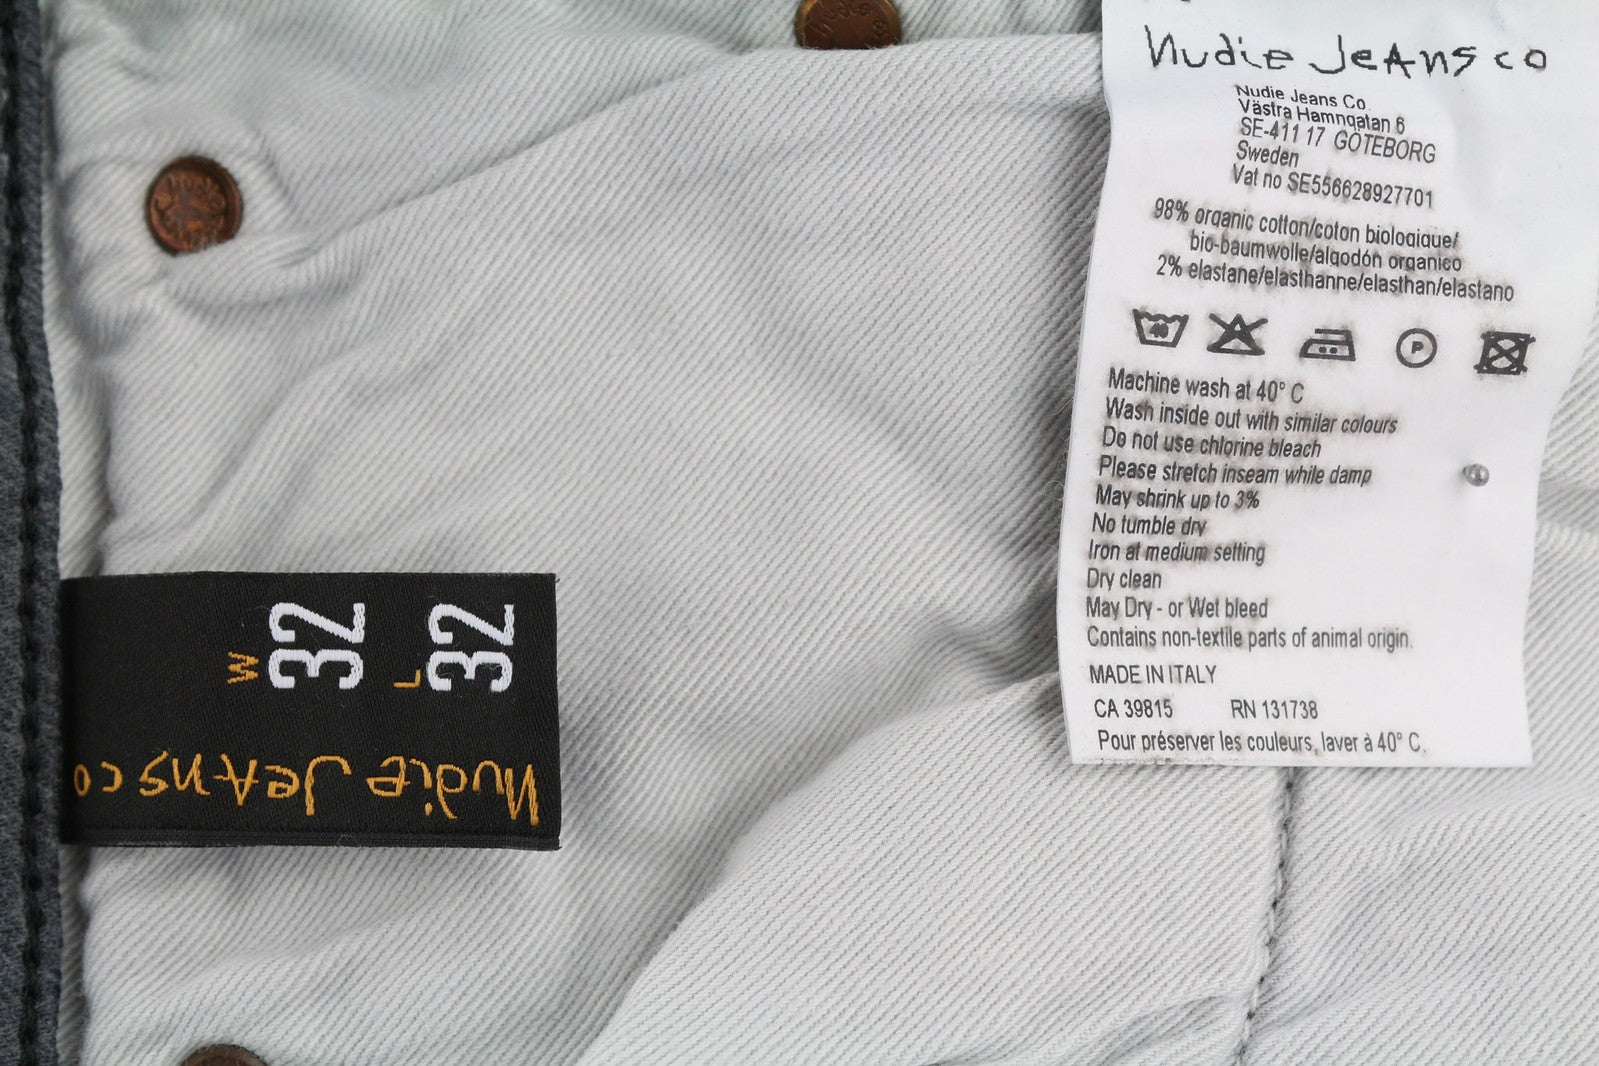 Nudie Jeans co
Nudie Jeans Co.
Västra Hamngatan 6
SE-411 17 GÖTEBORG
Sweden
Vat no SE556628927701
98% organic cotton/coton biologique/
bio-baumwolle/algodón organico
2% elastane/elasthanne/elasthan/elastano
40
P
Machine wash at 40° C
Wash inside out with similar colours
Do not use chlorine bleach
Please stretch inseam while damp
May shrink up to 3%
No tumble dry
Iron at medium setting
Dry clean
May Dry - or Wet bleed
Contains non-textile parts of animal origin.
MADE IN ITALY
CA 39815 RN 131738
Pour préserver les couleurs, laver à 40° C.
W 32
L 32
Nudie Jeans co